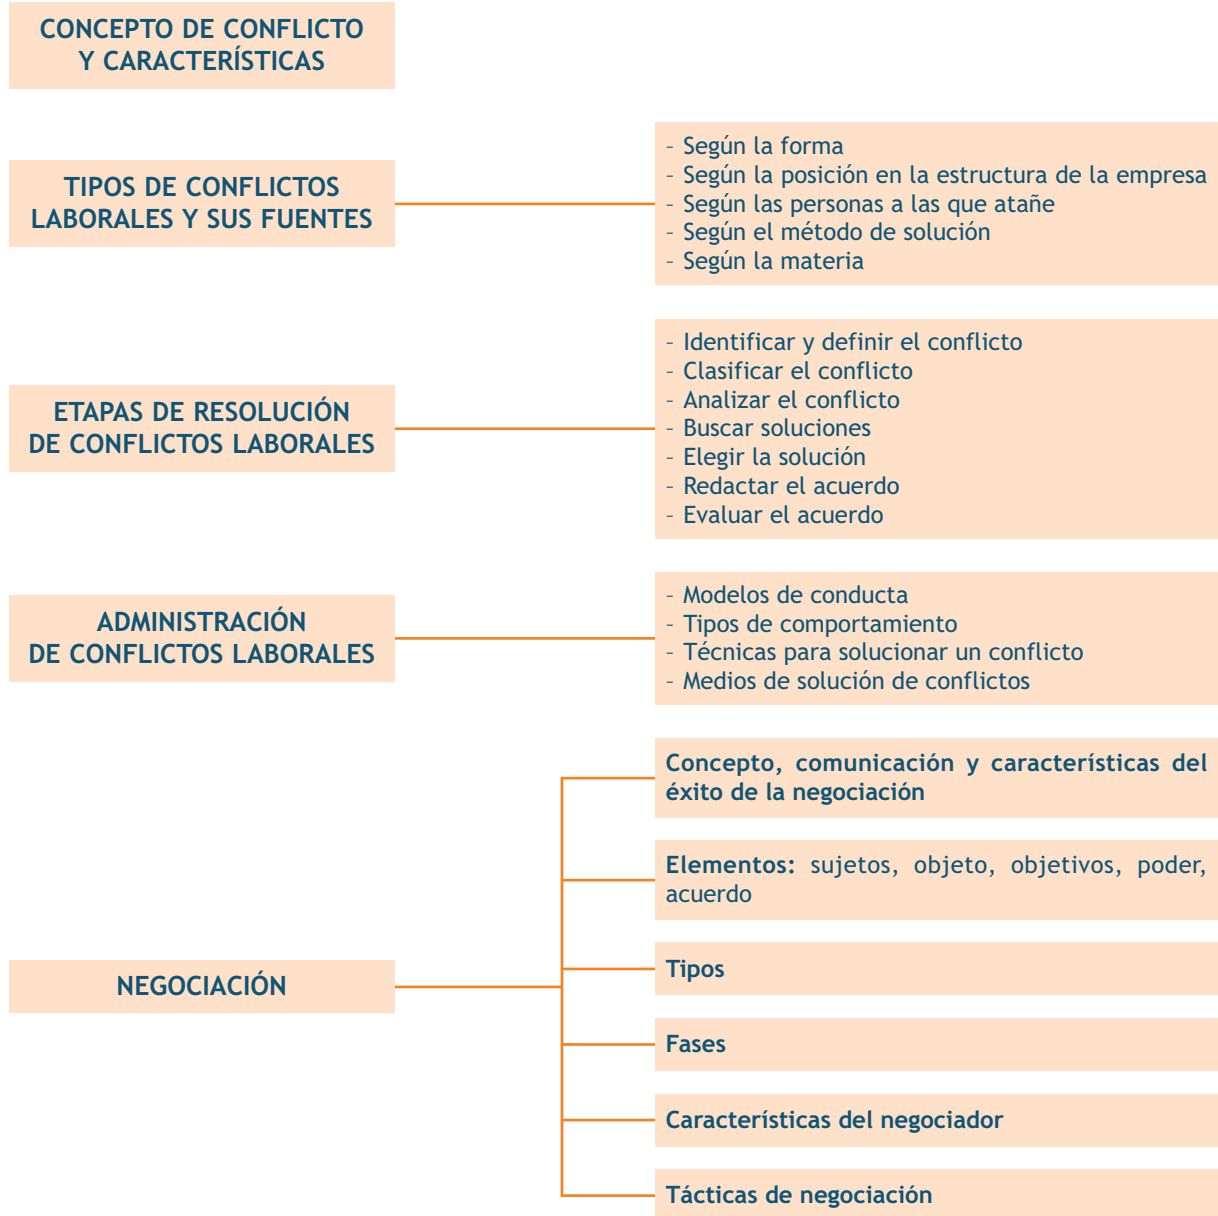 CONCEPTO DE CONFLICTO
Y CARACTERÍSTICAS
TIPOS DE CONFLICTOS
LABORALES Y SUS FUENTES
– Según la forma
– Según la posición en la estructura de la empresa
– Según las personas a las que atañe
– Según el método de solución
– Según la materia
ETAPAS DE RESOLUCIÓN
DE CONFLICTOS LABORALES
– Identificar y definir el conflicto
– Clasificar el conflicto
– Analizar el conflicto
– Buscar soluciones
– Elegir la solución
– Redactar el acuerdo
– Evaluar el acuerdo
ADMINISTRACIÓN
DE CONFLICTOS LABORALES
– Modelos de conducta
– Tipos de comportamiento
– Técnicas para solucionar un conflicto
– Medios de solución de conflictos
NEGOCIACIÓN
Concepto, comunicación y características del
éxito de la negociación
Elementos: sujetos, objeto, objetivos, poder,
acuerdo
Tipos
Fases
Características del negociador
Tácticas de negociación